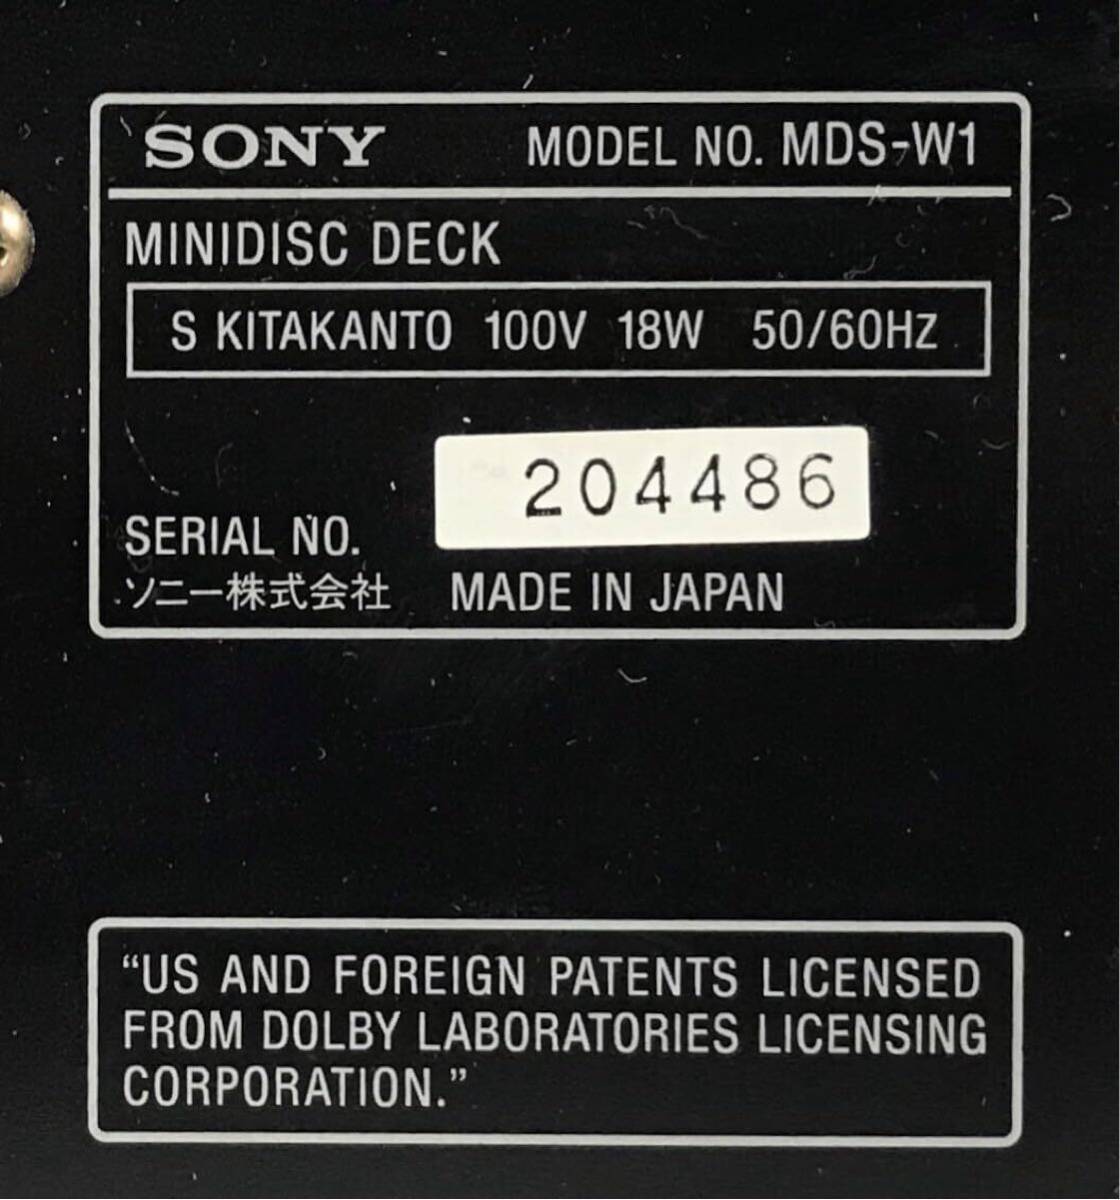 SONY MODEL NO. MDS-W1
MINIDISC DECK
S KITAKANTO 100V 18W 50/60HZ
204486
SERIAL NO.
ソニー株式会社 MADE IN JAPAN
“US AND FOREIGN PATENTS LICENSED
FROM DOLBY LABORATORIES LICENSING
CORPORATION.”